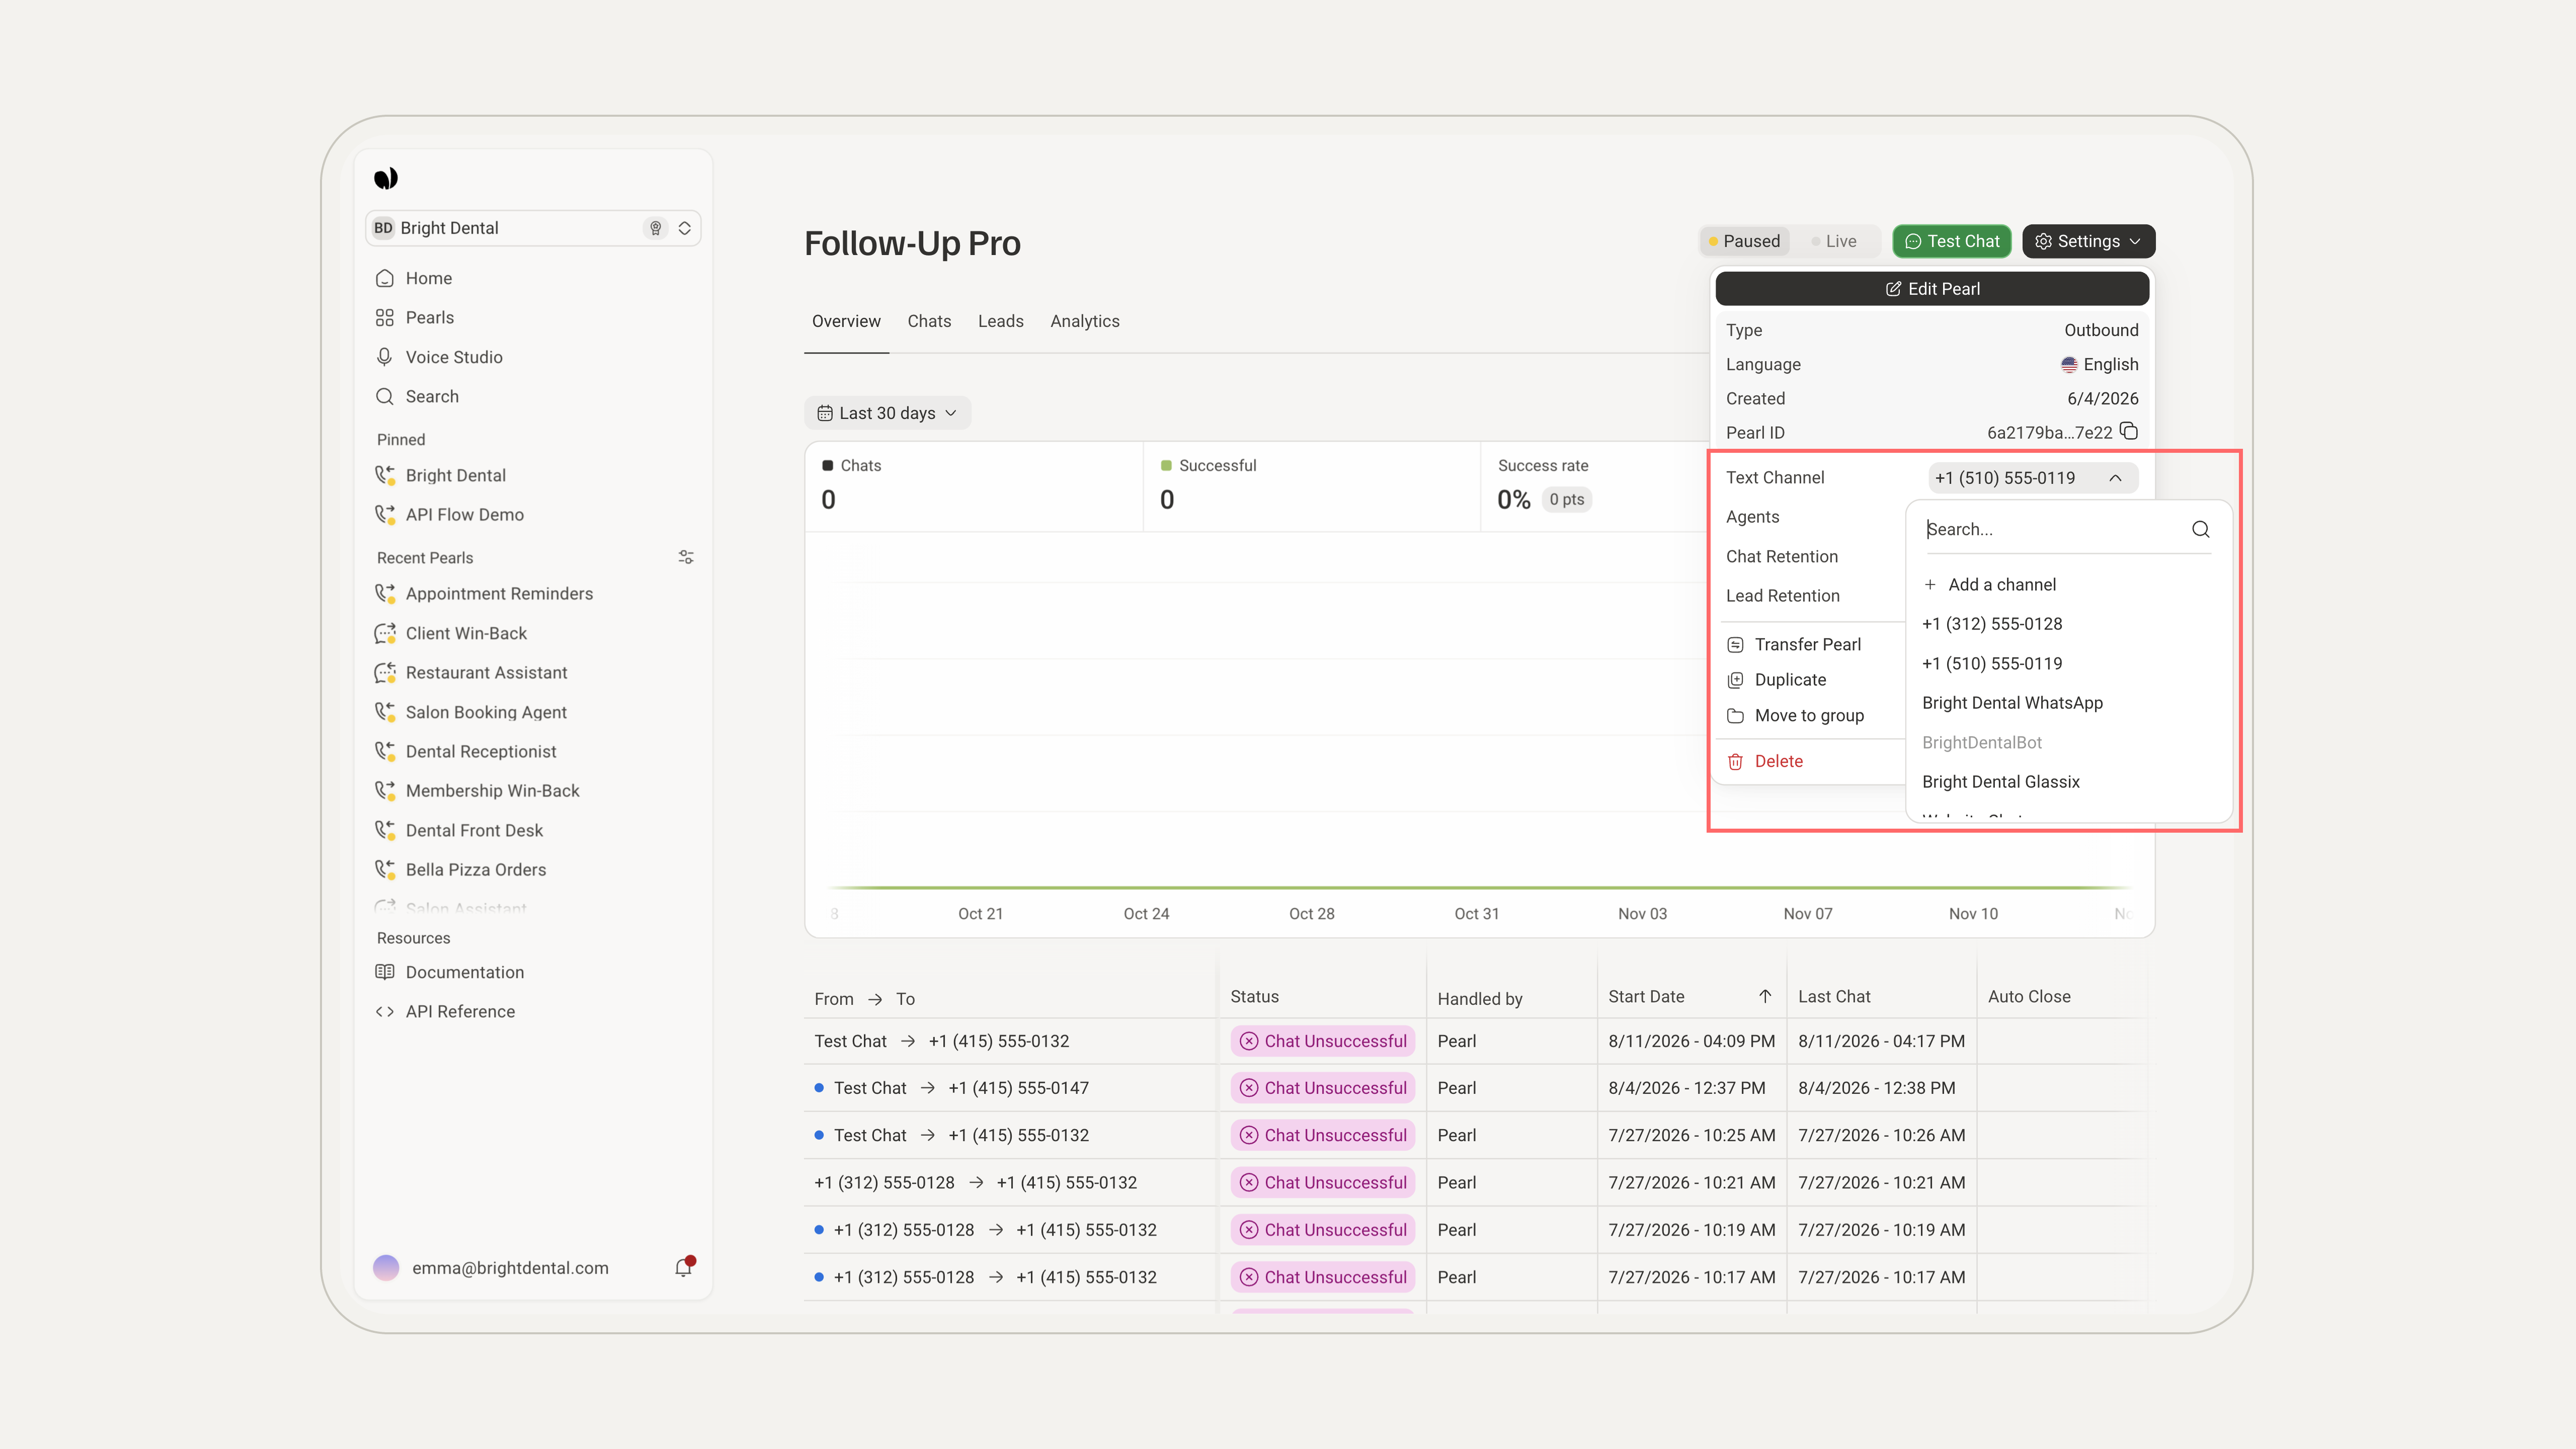 BD Bright Dental
Home
Pearls
Voice Studio
Search
Pinned
Bright Dental
API Flow Demo
Recent Pearls
Appointment Reminders
Client Win-Back
Restaurant Assistant
Salon Booking Agent
Dental Receptionist
Membership Win-Back
Dental Front Desk
Bella Pizza Orders
Salon Assistant
Resources
Documentation
API Reference
emma@brightdental.com
Follow-Up Pro
Paused Live Test Chat Settings
Overview Chats Leads Analytics
Last 30 days
Chats Successful Success rate
0 0 0% 0 pts
Edit Pearl
Type Outbound
Language English
Created 6/4/2026
Pearl ID 6a2179ba...7e22
Text Channel +1 (510) 555-0119
Agents
Chat Retention
Lead Retention
Transfer Pearl
Duplicate
Move to group
Delete
Search...
+ Add a channel
+1 (312) 555-0128
+1 (510) 555-0119
Bright Dental WhatsApp
BrightDentalBot
Bright Dental Glassix
8 Oct 21 Oct 24 Oct 28 Oct 31 Nov 03 Nov 07 Nov 10
From → To Status Handled by Start Date ↑ Last Chat Auto Close
Test Chat → +1 (415) 555-0132 Chat Unsuccessful Pearl 8/11/2026 - 04:09 PM 8/11/2026 - 04:17 PM
Test Chat → +1 (415) 555-0147 Chat Unsuccessful Pearl 8/4/2026 - 12:37 PM 8/4/2026 - 12:38 PM
Test Chat → +1 (415) 555-0132 Chat Unsuccessful Pearl 7/27/2026 - 10:25 AM 7/27/2026 - 10:26 AM
+1 (312) 555-0128 → +1 (415) 555-0132 Chat Unsuccessful Pearl 7/27/2026 - 10:21 AM 7/27/2026 - 10:21 AM
+1 (312) 555-0128 → +1 (415) 555-0132 Chat Unsuccessful Pearl 7/27/2026 - 10:19 AM 7/27/2026 - 10:19 AM
+1 (312) 555-0128 → +1 (415) 555-0132 Chat Unsuccessful Pearl 7/27/2026 - 10:17 AM 7/27/2026 - 10:17 AM